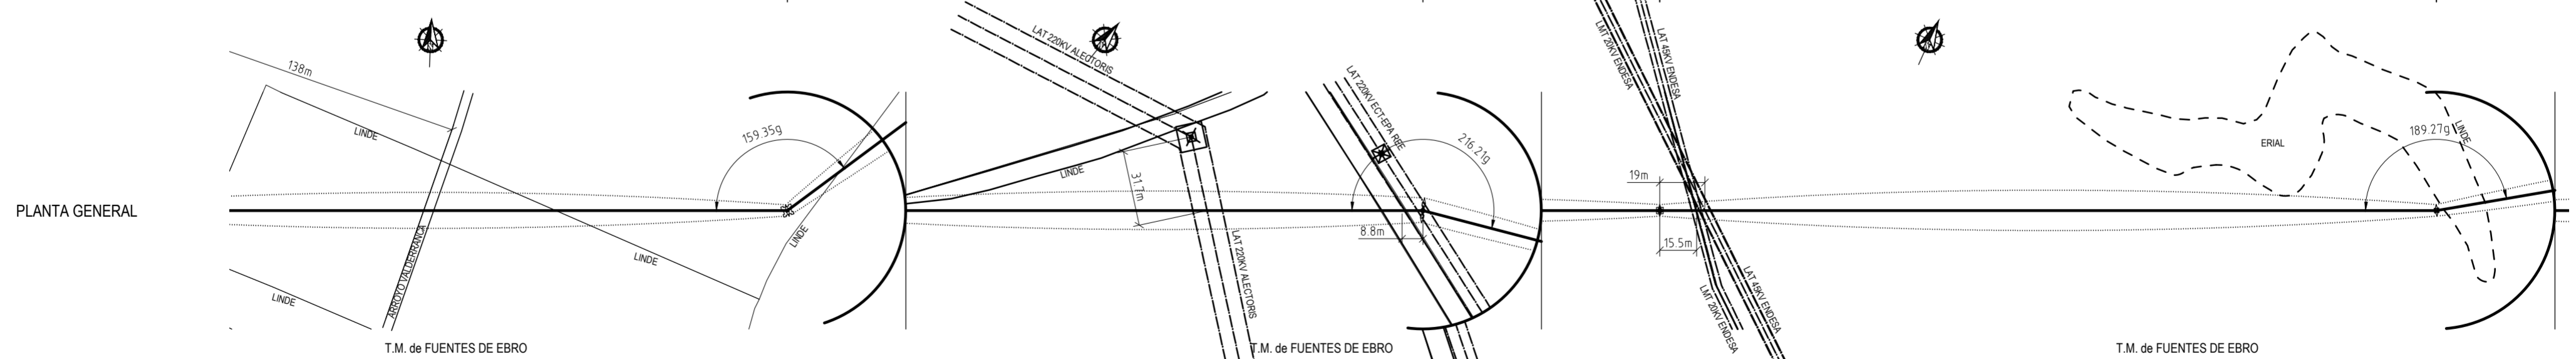 PLANTA GENERAL
138m
LINDE
ARROYO VALDERRANCA
LINDE
LINDE
159.35g
LINDE
T.M. de FUENTES DE EBRO
LAT 220KV ALECTORIS
LINDE
31.7m
LAT 220KV ALECTORIS
LAT 220KV ECT-EPA REE
216.21g
8.8m
T.M. de FUENTES DE EBRO
LMT 20KV ENDESA
LAT 45KV ENDESA
19m
15.5m
LAT 45KV ENDESA
LMT 20KV ENDESA
ERIAL
189.27g
LINDE
T.M. de FUENTES DE EBRO